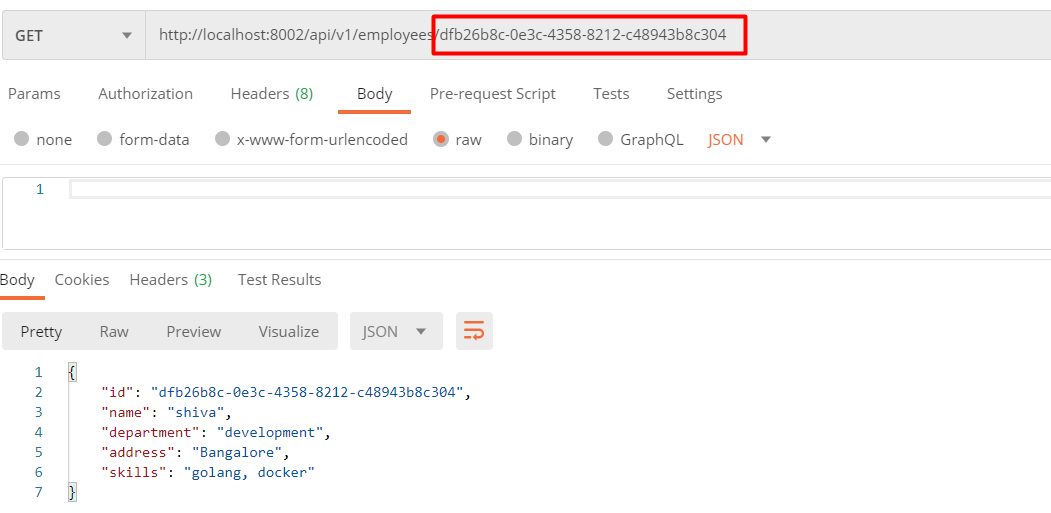 GET http://localhost:8002/api/v1/employees/dfb26b8c-0e3c-4358-8212-c48943b8c304
Params Authorization Headers (8) Body Pre-request Script Tests Settings
none form-data x-www-form-urlencoded raw binary GraphQL JSON
1
Body Cookies Headers (3) Test Results
Pretty Raw Preview Visualize JSON
1 {
2 "id": "dfb26b8c-0e3c-4358-8212-c48943b8c304",
3 "name": "shiva",
4 "department": "development",
5 "address": "Bangalore",
6 "skills": "golang, docker"
7 }